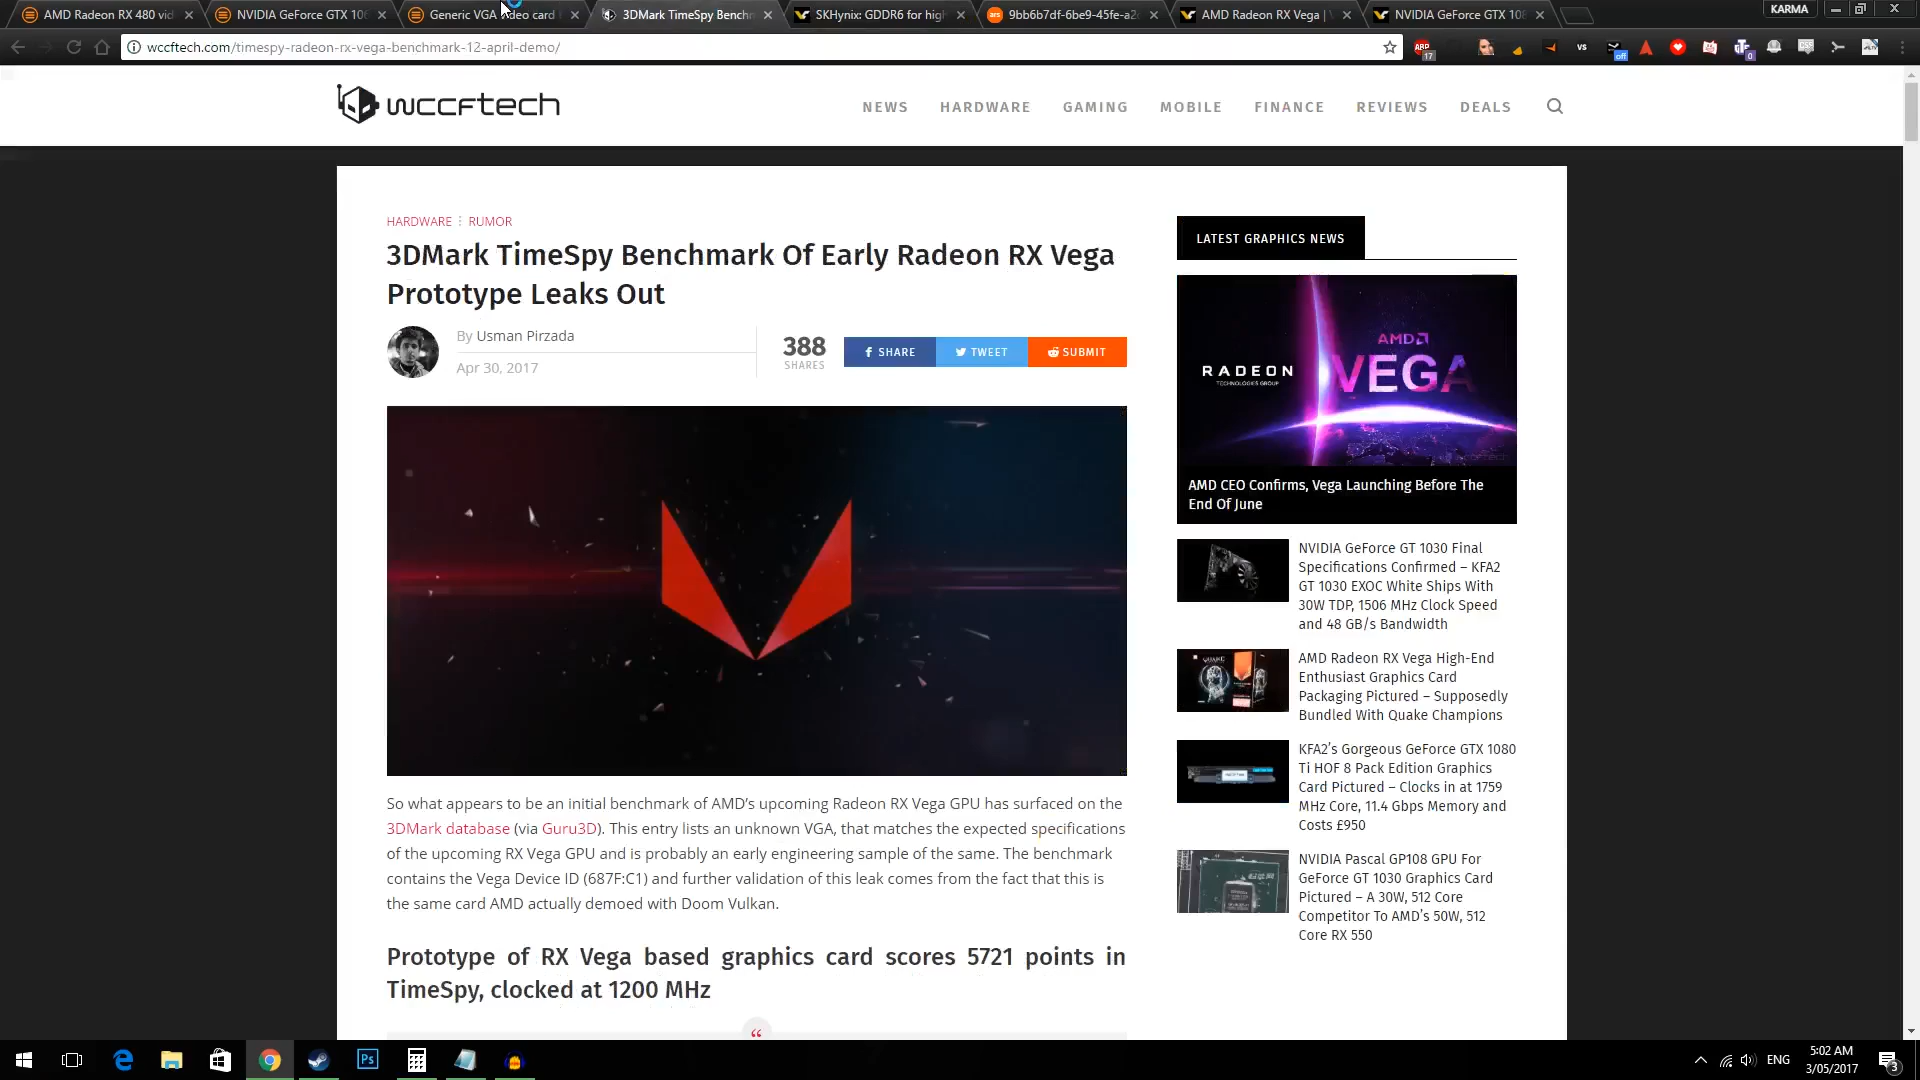 AMD Radeon RX 480 vid
NVIDIA GeForce GTX 106
Generic VGA video card
3DMark TimeSpy Benchm
SKHynix: GDDR6 for high
9bb6b7df-6be9-45fe-a2
AMD Radeon RX Vega | V
NVIDIA GeForce GTX 108
KARMA
wccftech.com/timespy-radeon-rx-vega-benchmark-12-april-demo/
ABP
17
VS
off
0
wccftech
NEWS
HARDWARE
GAMING
MOBILE
FINANCE
REVIEWS
DEALS
HARDWARE
RUMOR
3DMark TimeSpy Benchmark Of Early Radeon RX Vega
Prototype Leaks Out
By Usman Pirzada
Apr 30, 2017
388
SHARES
SHARE
TWEET
SUBMIT
So what appears to be an initial benchmark of AMD's upcoming Radeon RX Vega GPU has surfaced on the
3DMark database (via Guru3D). This entry lists an unknown VGA, that matches the expected specifications
of the upcoming RX Vega GPU and is probably an early engineering sample of the same. The benchmark
contains the Vega Device ID (687F:C1) and further validation of this leak comes from the fact that this is
the same card AMD actually demoed with Doom Vulkan.
Prototype of RX Vega based graphics card scores 5721 points in
TimeSpy, clocked at 1200 MHz
“
LATEST GRAPHICS NEWS
AMD
RADEON
TECHNOLOGIES GROUP
VEGA
AMD CEO Confirms, Vega Launching Before The
End Of June
NVIDIA GeForce GT 1030 Final
Specifications Confirmed – KFA2
GT 1030 EXOC White Ships With
30W TDP, 1506 MHz Clock Speed
and 48 GB/s Bandwidth
AMD Radeon RX Vega High-End
Enthusiast Graphics Card
Packaging Pictured – Supposedly
Bundled With Quake Champions
KFA2's Gorgeous GeForce GTX 1080
Ti HOF 8 Pack Edition Graphics
Card Pictured – Clocks in at 1759
MHz Core, 11.4 Gbps Memory and
Costs £950
NVIDIA Pascal GP108 GPU For
GeForce GT 1030 Graphics Card
Pictured – A 30W, 512 Core
Competitor To AMD's 50W, 512
Core RX 550
Ps
ENG
5:02 AM
3/05/2017
3